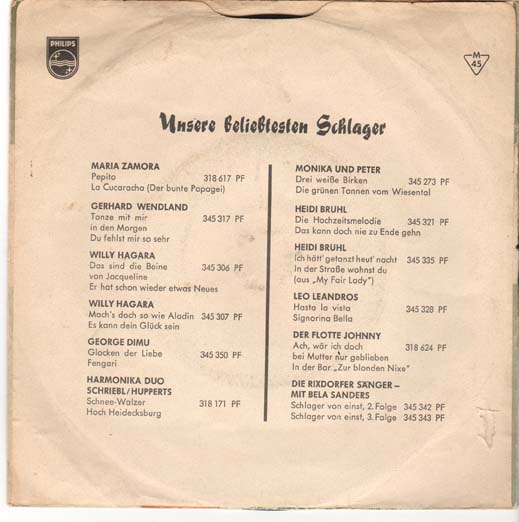 PHILIPS
M
45
Unsere beliebtesten Schlager
MARIA ZAMORA
Pepito 318 617 PF
La Cucaracha (Der bunte Papagei)
GERHARD WENDLAND
Tanze mit mir 345 317 PF
in den Morgen
Du fehlst mir so sehr
WILLY HAGARA
Das sind die Beine 345 306 PF
von Jacqueline
Er hat schon wieder etwas Neues
WILLY HAGARA
Mach's doch so wie Aladin 345 307 PF
Es kann dein Glück sein
GEORGE DIMU
Glocken der Liebe 345 350 PF
Fengari
HARMONIKA DUO
SCHRIEBL/HUPPERTS
Schnee-Walzer 318 171 PF
Hoch Heidecksburg
MONIKA UND PETER
Drei weiße Birken 345 273 PF
Die grünen Tannen vom Wiesental
HEIDI BRUHL
Die Hochzeitsmelodie 345 321 PF
Das kann doch nie zu Ende gehn
HEIDI BRUHL
Ich hätt' getanzt heut' nacht 345 335 PF
In der Straße wohnst du
(aus „My Fair Lady")
LEO LEANDROS
Hasta la vista 345 328 PF
Signorina Bella
DER FLOTTE JOHNNY
Ach, wär ich doch 318 624 PF
bei Mutter nur geblieben
In der Bar „Zur blonden Nixe"
DIE RIXDORFER SÄNGER –
MIT BELA SANDERS
Schlager von einst, 2. Folge 345 342 PF
Schlager von einst, 3. Folge 345 343 PF